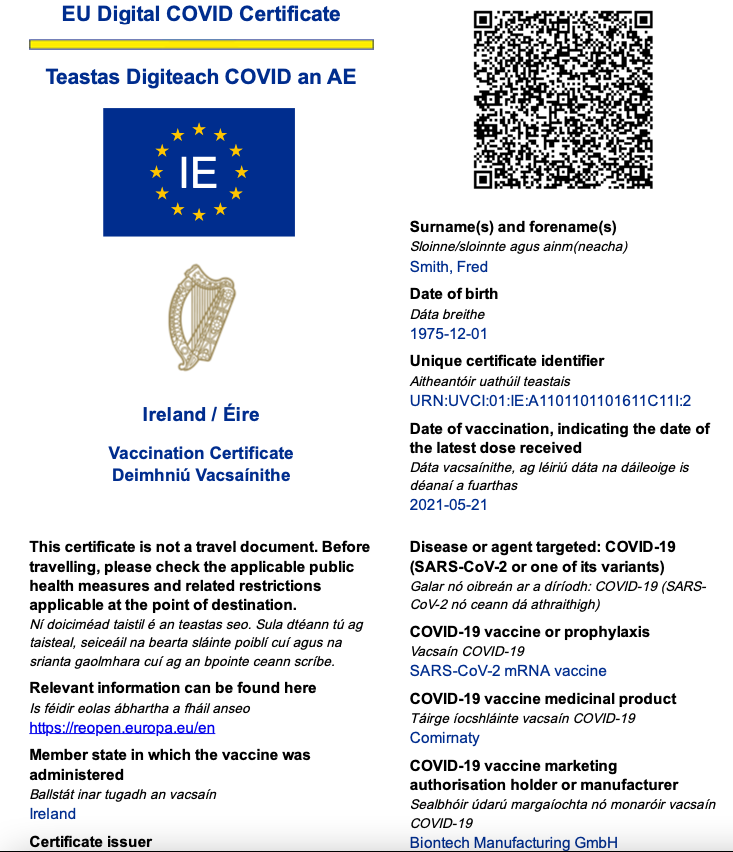 EU Digital COVID Certificate
Teastas Digiteach COVID an AE
IE
Ireland / Éire
Vaccination Certificate
Deimhniú Vacsaínithe
Surname(s) and forename(s)
Sloinne/sloinnte agus ainm(neacha)
Smith, Fred
Date of birth
Dáta breithe
1975-12-01
Unique certificate identifier
Aitheantóir uathúil teastais
URN:UVCI:01:IE:A1101101101611C11I:2
Date of vaccination, indicating the date of
the latest dose received
Dáta vacsaínithe, ag léiriú dáta na dáileoige is
déanaí a fuarthas
2021-05-21
This certificate is not a travel document. Before
travelling, please check the applicable public
health measures and related restrictions
applicable at the point of destination.
Ní doiciméad taistil é an teastas seo. Sula dtéann tú ag
taisteal, seiceáil na bearta sláinte poiblí cuí agus na
srianta gaolmhara cuí ag an bpointe ceann scríbe.
Relevant information can be found here
Is féidir eolas ábhartha a fháil anseo
https://reopen.europa.eu/en
Member state in which the vaccine was
administered
Ballstát inar tugadh an vacsaín
Ireland
Certificate issuer
Disease or agent targeted: COVID-19
(SARS-CoV-2 or one of its variants)
Galar nó oibreán ar a díríodh: COVID-19 (SARS-
CoV-2 nó ceann dá athraithigh)
COVID-19 vaccine or prophylaxis
Vacsaín COVID-19
SARS-CoV-2 mRNA vaccine
COVID-19 vaccine medicinal product
Táirge íocshláinte vacsaín COVID-19
Comirnaty
COVID-19 vaccine marketing
authorisation holder or manufacturer
Sealbhóir údarú margaíochta nó monaróir vacsaín
COVID-19
Biontech Manufacturing GmbH